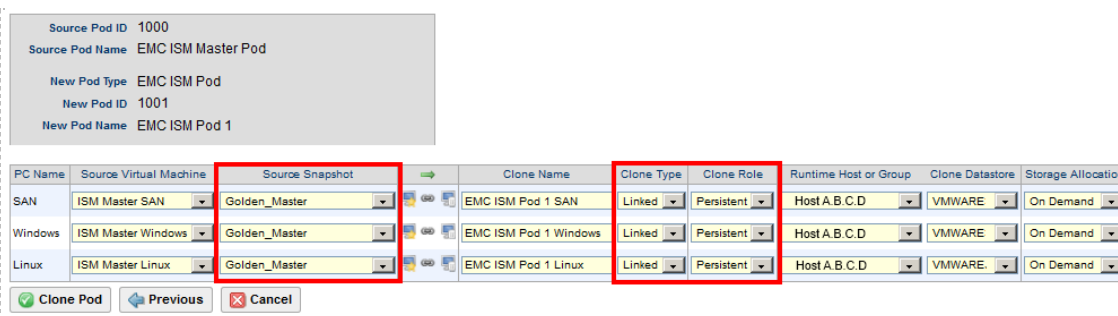 Source Pod ID 1000
Source Pod Name EMC ISM Master Pod
New Pod Type EMC ISM Pod
New Pod ID 1001
New Pod Name EMC ISM Pod 1
PC Name Source Virtual Machine Source Snapshot Clone Name Clone Type Clone Role Runtime Host or Group Clone Datastore Storage Allocatio
SAN ISM Master SAN Golden_Master EMC ISM Pod 1 SAN Linked Persistent Host A.B.C.D VMWARE On Demand
Windows ISM Master Windows Golden_Master EMC ISM Pod 1 Windows Linked Persistent Host A.B.C.D VMWARE On Demand
Linux ISM Master Linux Golden_Master EMC ISM Pod 1 Linux Linked Persistent Host A.B.C.D VMWARE. On Demand
Clone Pod Previous Cancel